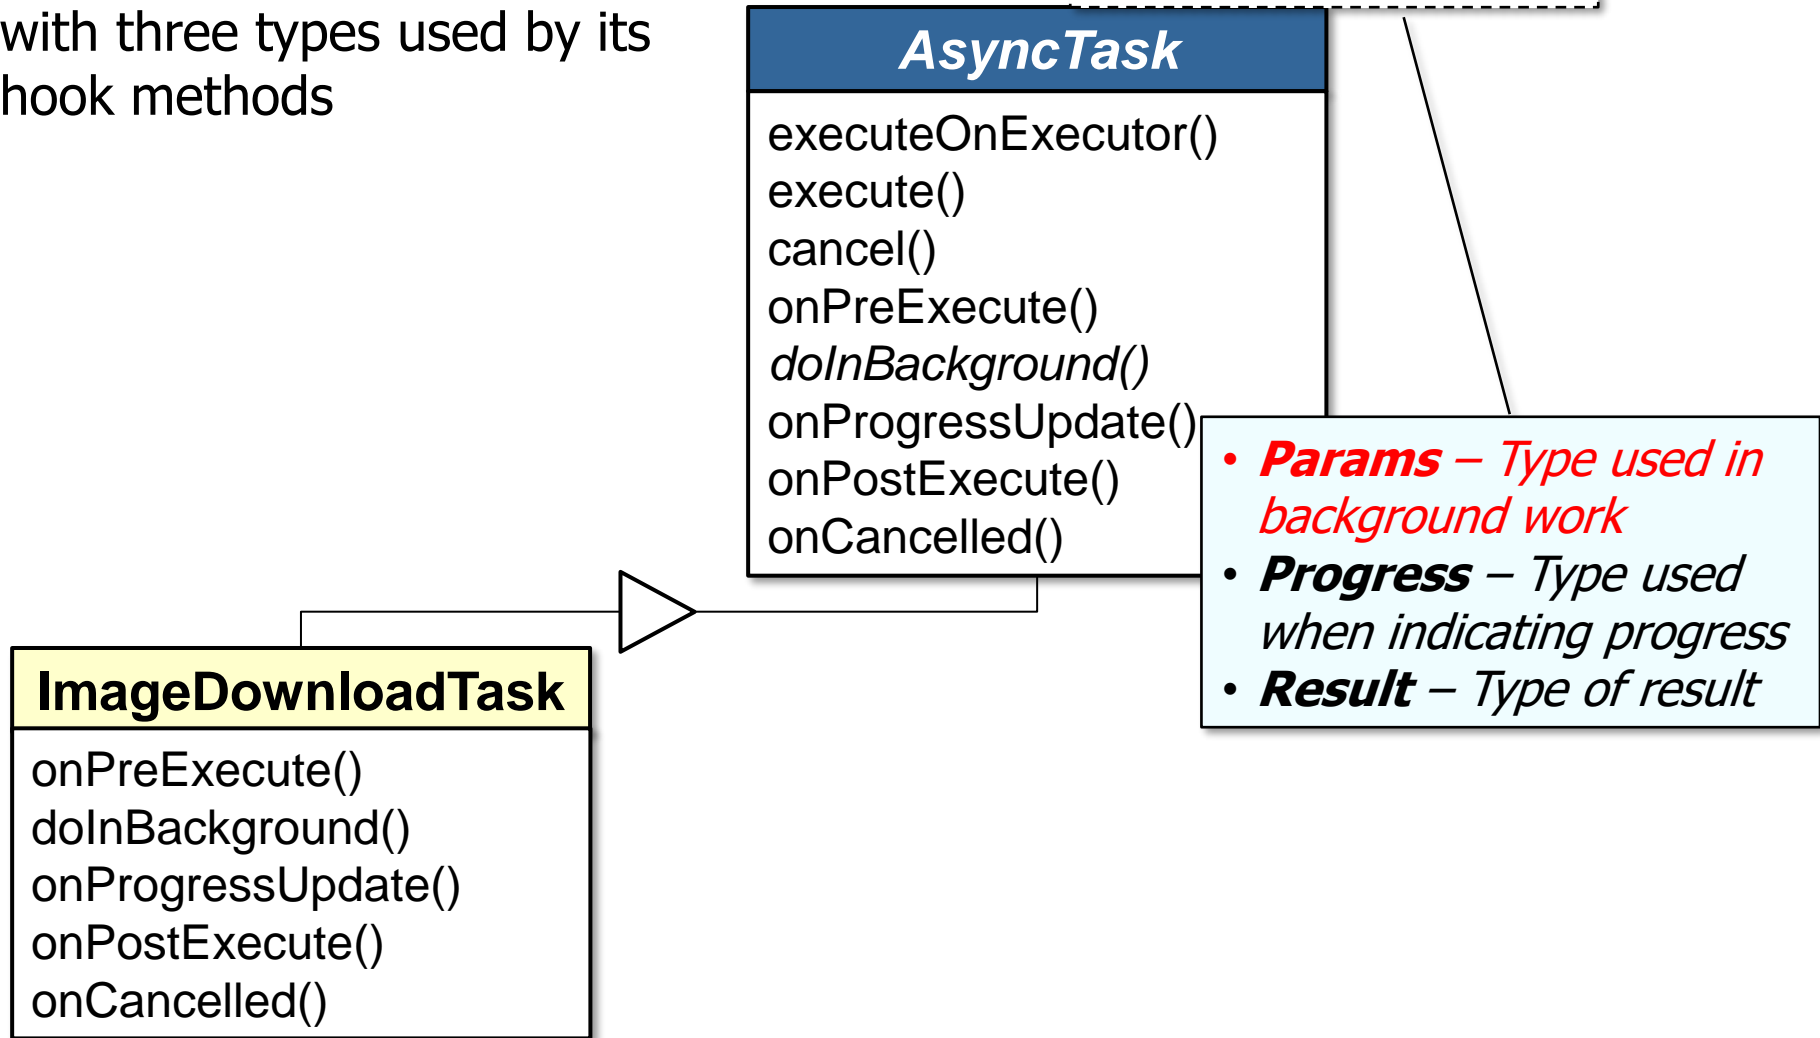 with three types used by its
hook methods
AsyncTask
executeOnExecutor()
execute()
cancel()
onPreExecute()
doInBackground()
onProgressUpdate()
onPostExecute()
onCancelled()
• Params – Type used in
background work
• Progress – Type used
when indicating progress
• Result – Type of result
ImageDownloadTask
onPreExecute()
doInBackground()
onProgressUpdate()
onPostExecute()
onCancelled()